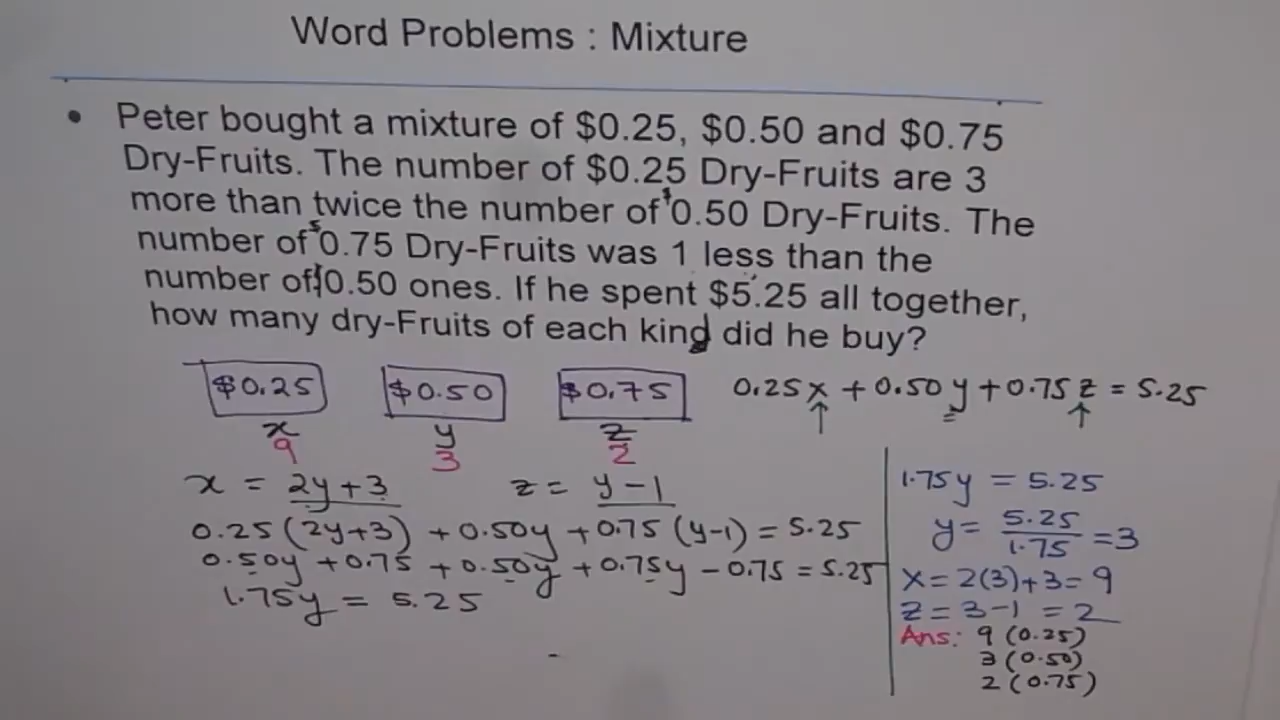 Word Problems : Mixture
• Peter bought a mixture of $0.25, $0.50 and $0.75
Dry-Fruits. The number of $0.25 Dry-Fruits are 3
more than twice the number of $0.50 Dry-Fruits. The
number of $0.75 Dry-Fruits was 1 less than the
number of $0.50 ones. If he spent $5.25 all together,
how many dry-Fruits of each kind did he buy?
$0.25 $0.50 $0.75 0.25x + 0.50y + 0.75z = 5.25
x y z
9 3 2
x = 2y+3 z = y-1
0.25(2y+3) + 0.50y + 0.75(y-1) = 5.25
0.50y + 0.75 + 0.50y + 0.75y - 0.75 = 5.25
1.75y = 5.25
1.75y = 5.25
y = 5.25/1.75 = 3
x = 2(3)+3 = 9
z = 3-1 = 2
Ans: 9 (0.25)
3 (0.50)
2 (0.75)